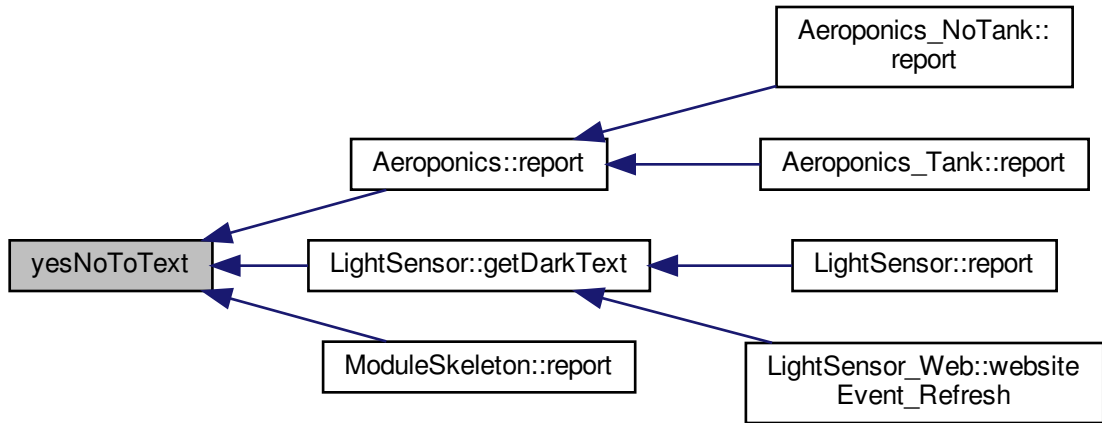 Aeroponics_NoTank::
report
Aeroponics::report
Aeroponics_Tank::report
yesNoToText
LightSensor::getDarkText
LightSensor::report
ModuleSkeleton::report
LightSensor_Web::website
Event_Refresh